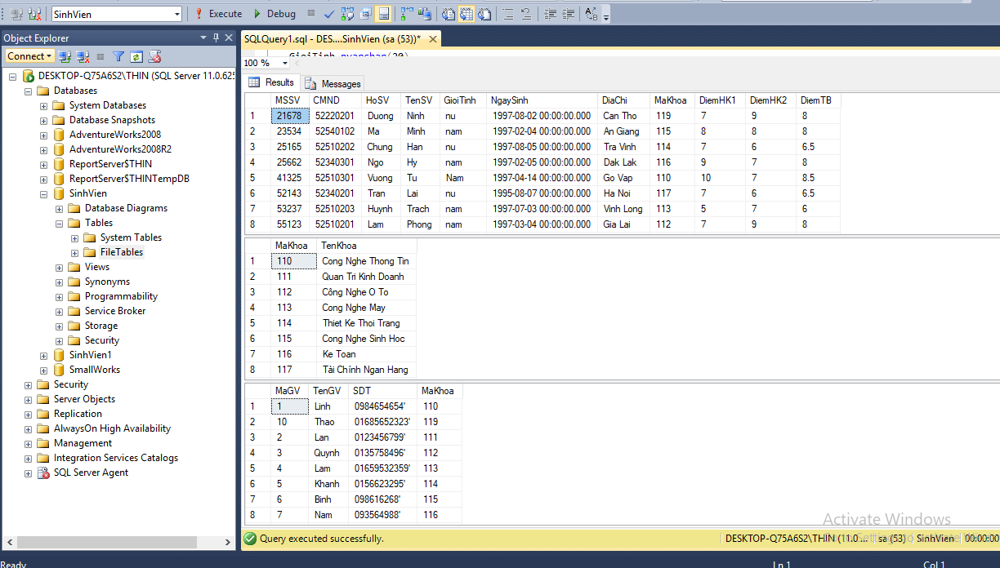 SinhVien
Execute
Debug
Object Explorer
Connect
DESKTOP-Q75A6S2\THIN (SQL Server 11.0.625
Databases
System Databases
Database Snapshots
AdventureWorks2008
AdventureWorks2008R2
ReportServer$THIN
ReportServer$THINTempDB
SinhVien
Database Diagrams
Tables
System Tables
FileTables
Views
Synonyms
Programmability
Service Broker
Storage
Security
SinhVien1
SmallWorks
Security
Server Objects
Replication
AlwaysOn High Availability
Management
Integration Services Catalogs
SQL Server Agent
SQLQuery1.sql - DES....SinhVien (sa (53))*
GioiTinh nvarchar(20)
100 %
Results Messages
MSSV CMND HoSV TenSV GioiTinh NgaySinh DiaChi MaKhoa DiemHK1 DiemHK2 DiemTB
1 21678 52220201 Duong Ninh nu 1997-08-02 00:00:00.000 Can Tho 119 7 9 8
2 23534 52540102 Ma Minh nam 1997-02-04 00:00:00.000 An Giang 115 8 8 8
3 25165 52510202 Chung Han nu 1997-08-05 00:00:00.000 Tra Vinh 114 7 6 6.5
4 25662 52340301 Ngo Hy nam 1997-02-05 00:00:00.000 Dak Lak 116 9 7 8
5 41325 52510301 Vuong Tu Nam 1997-04-14 00:00:00.000 Go Vap 110 10 7 8.5
6 52143 52340201 Tran Lai nu 1995-08-07 00:00:00.000 Ha Noi 117 7 6 6.5
7 53237 52510203 Huynh Trach nam 1997-07-03 00:00:00.000 Vinh Long 113 5 7 6
8 55123 52510201 Lam Phong nam 1997-03-04 00:00:00.000 Gia Lai 112 7 9 8
MaKhoa TenKhoa
1 110 Cong Nghe Thong Tin
2 111 Quan Tri Kinh Doanh
3 112 Công Nghe O To
4 113 Cong Nghe May
5 114 Thiet Ke Thoi Trang
6 115 Cong Nghe Sinh Hoc
7 116 Ke Toan
8 117 Tài Chính Ngan Hang
MaGV TenGV SDT MaKhoa
1 1 Linh 0984654654' 110
2 10 Thao 01685652323' 119
3 2 Lan 0123456799' 111
4 3 Quynh 0135758496' 112
5 4 Lam 01659532359' 113
6 5 Khanh 0156623295' 114
7 6 Binh 098616268' 115
8 7 Nam 093564988' 116
Activate Windows
Query executed successfully.
DESKTOP-Q75A6S2\THIN (11.0... sa (53) SinhVien 00:00:00
Ready
Ln 1
Col 1